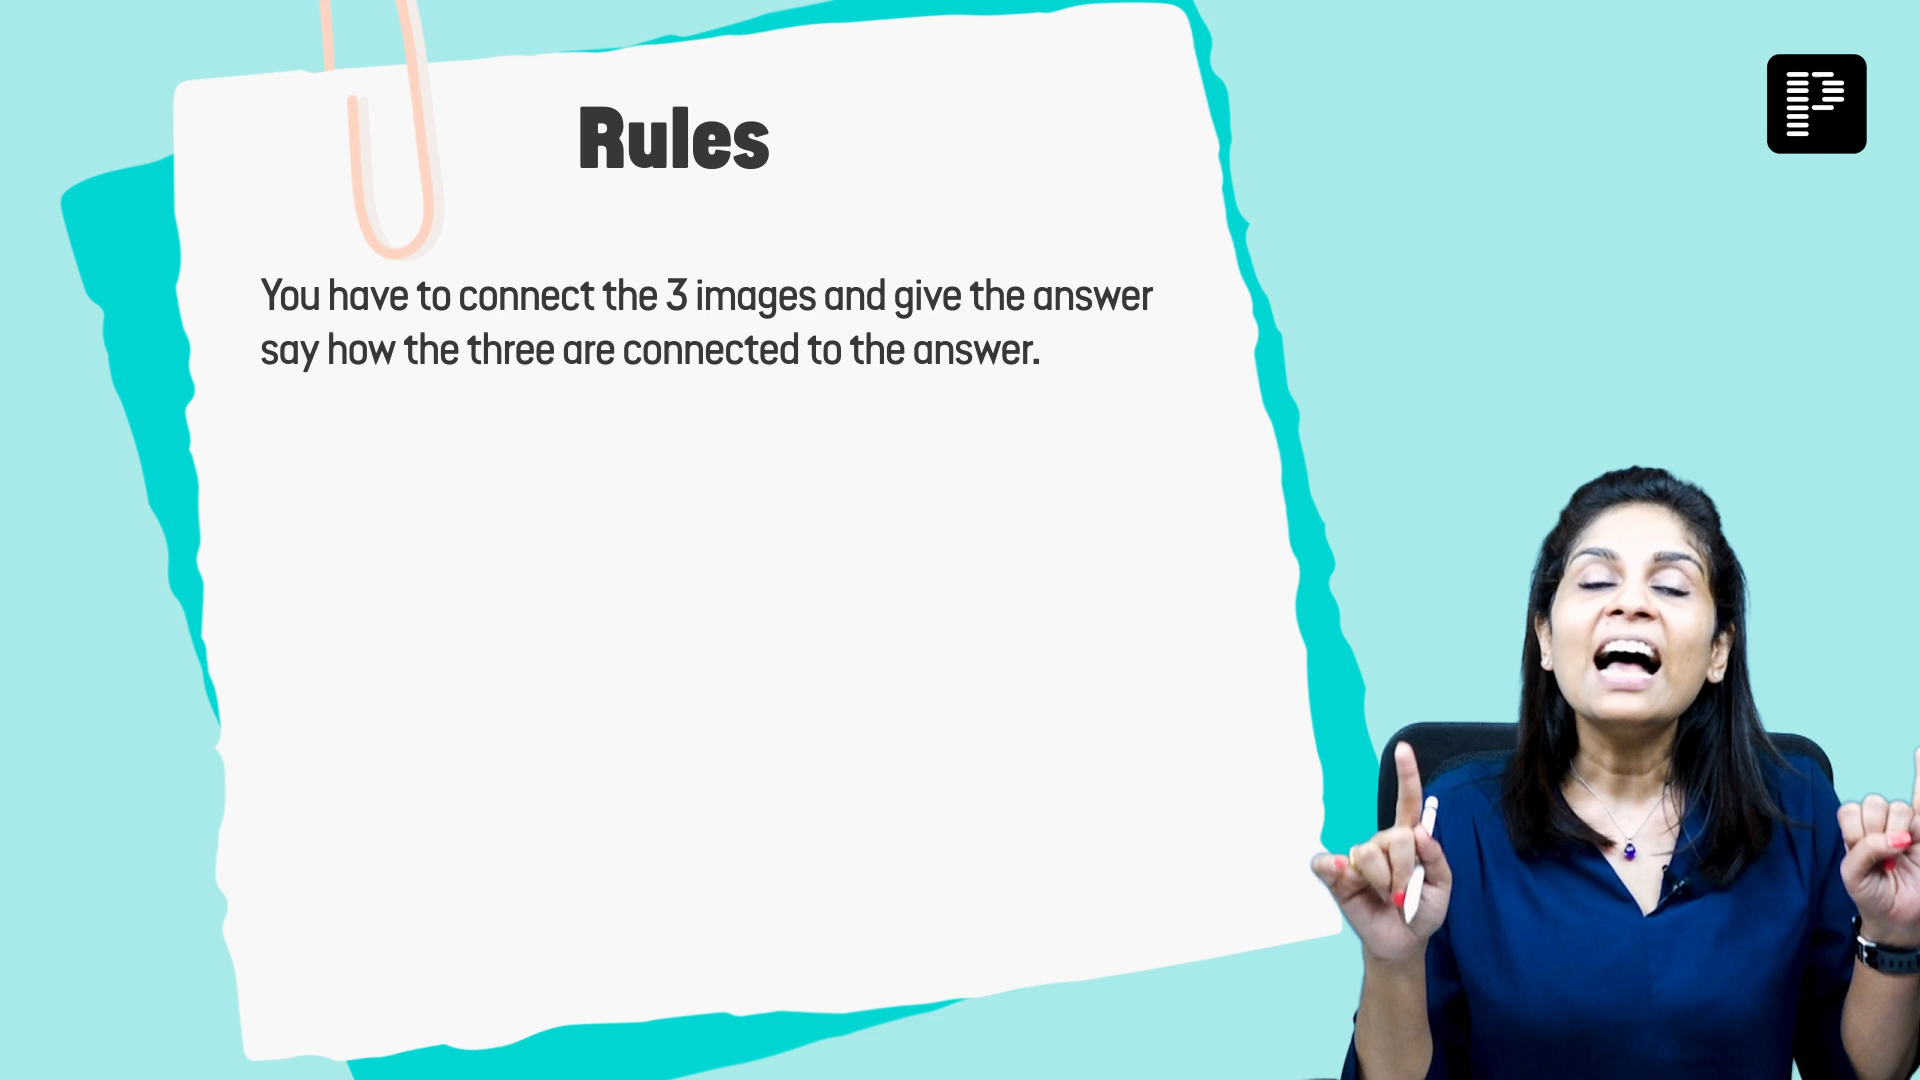 Rules
You have to connect the 3 images and give the answer
say how the three are connected to the answer.